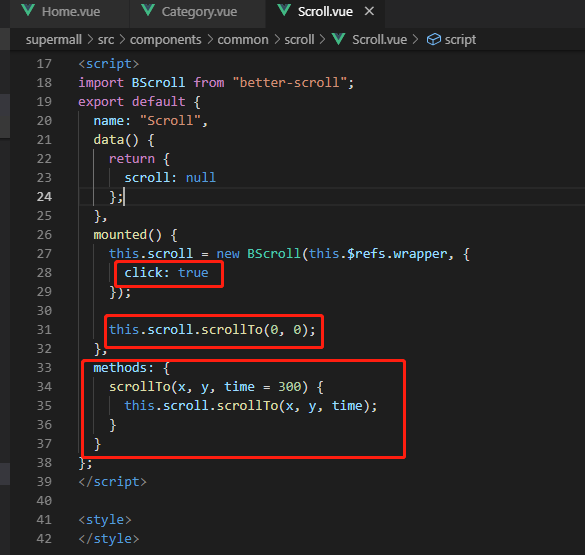 Home.vue Category.vue Scroll.vue ×
supermall > src > components > common > scroll > Scroll.vue > script
17 <script>
18 import BScroll from "better-scroll";
19 export default {
20 name: "Scroll",
21 data() {
22 return {
23 scroll: null
24 };
25 },
26 mounted() {
27 this.scroll = new BScroll(this.$refs.wrapper, {
28 click: true
29 });
30
31 this.scroll.scrollTo(0, 0);
32 },
33 methods: {
34 scrollTo(x, y, time = 300) {
35 this.scroll.scrollTo(x, y, time);
36 }
37 }
38 };
39 </script>
40
41 <style>
42 </style>